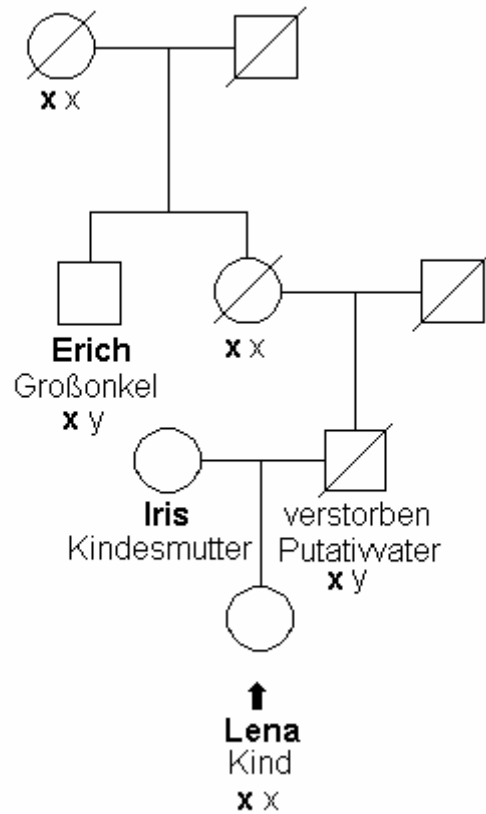 x x
Erich
Großonkel
x y
x x
Iris
Kindesmutter
verstorben
Putativvater
x y
Lena
Kind
x x